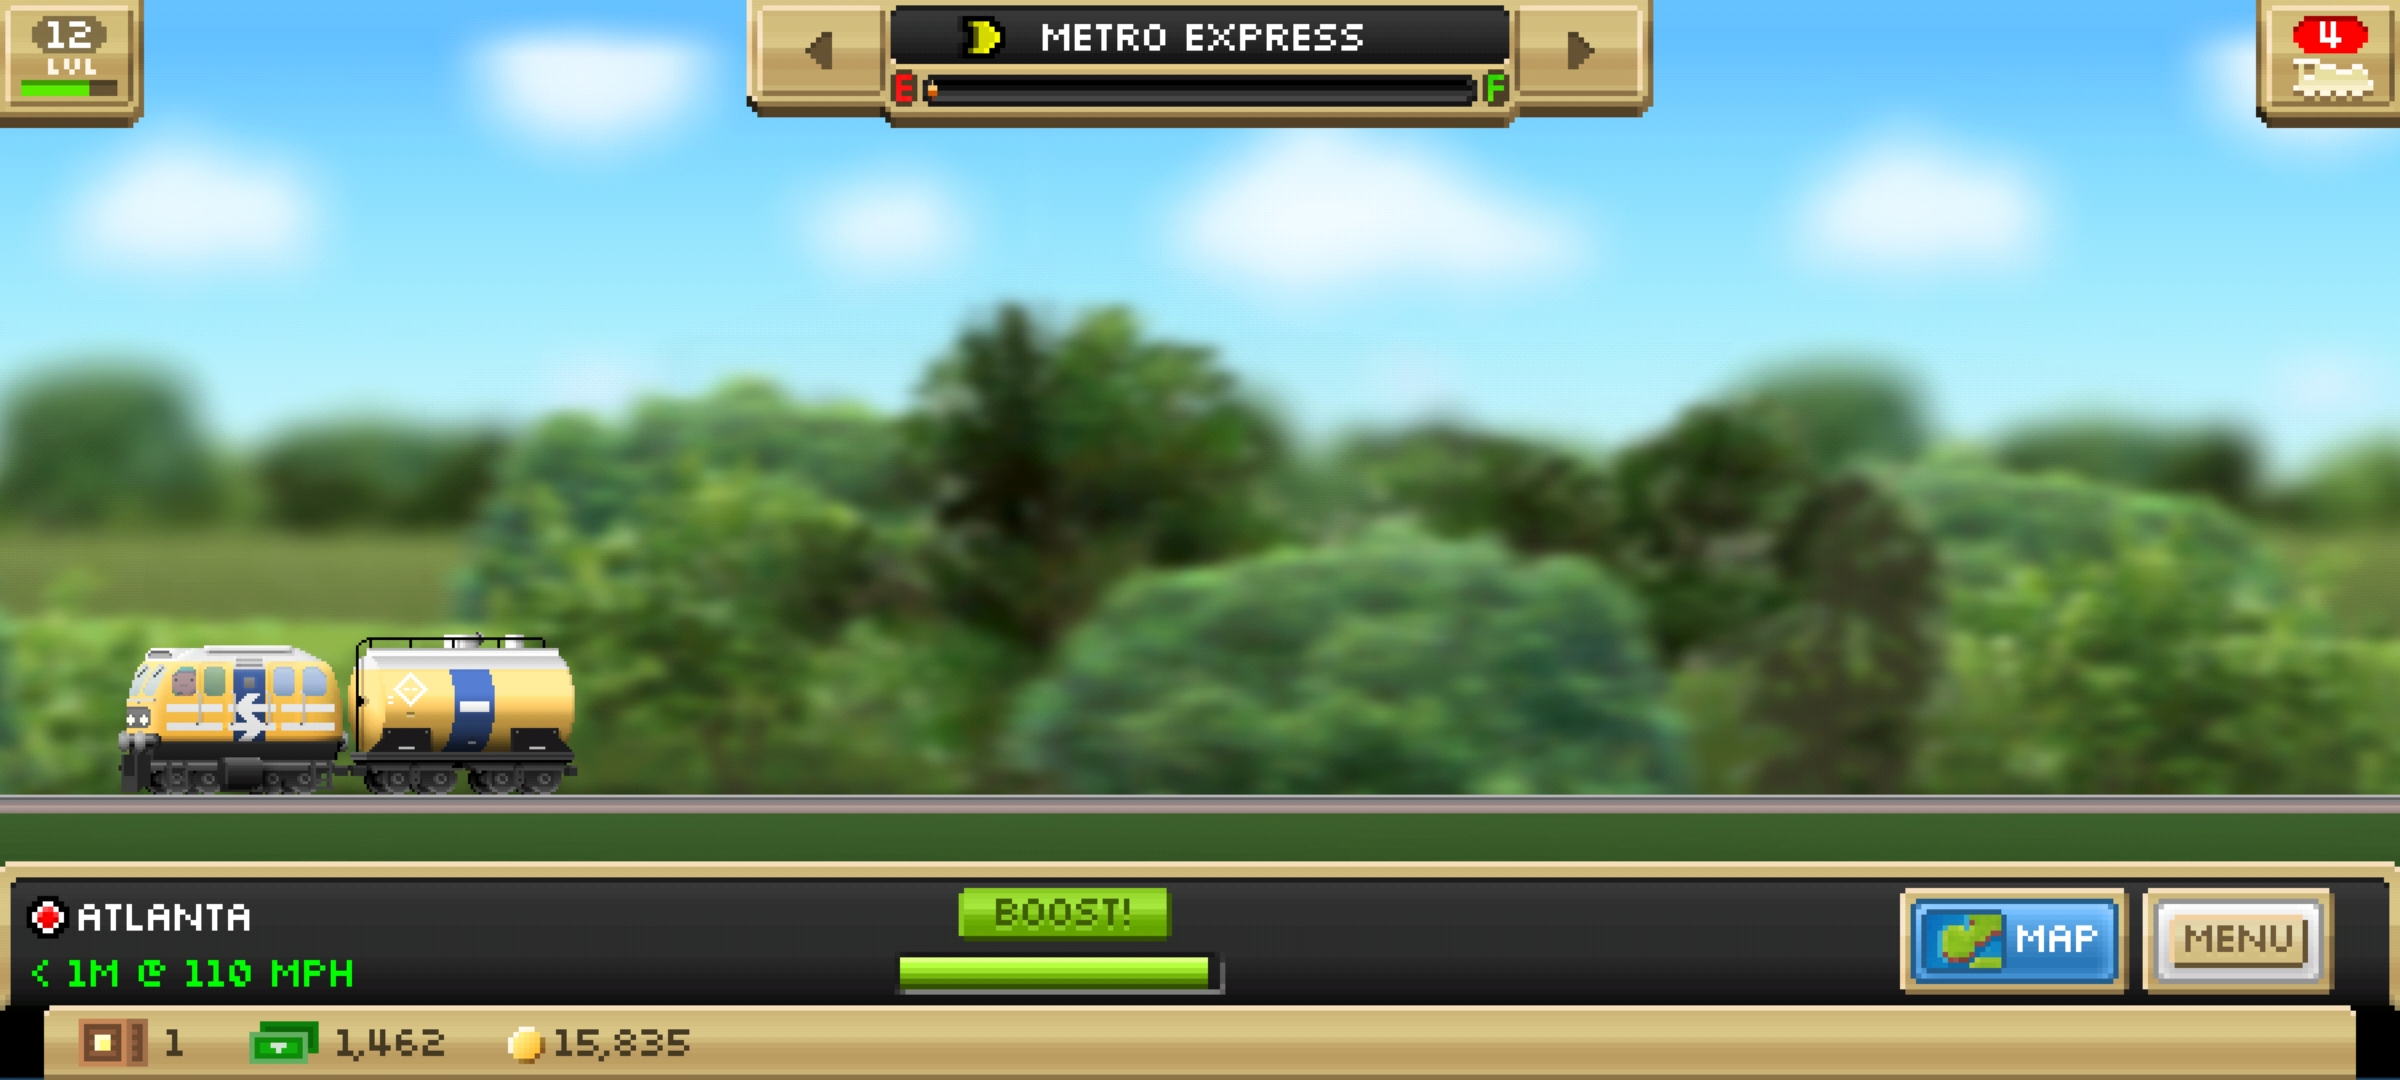 12
LVL
METRO EXPRESS
E F
4
ATLANTA
< 1M @ 110 MPH
BOOST!
MAP
MENU
1 1,462 15,835